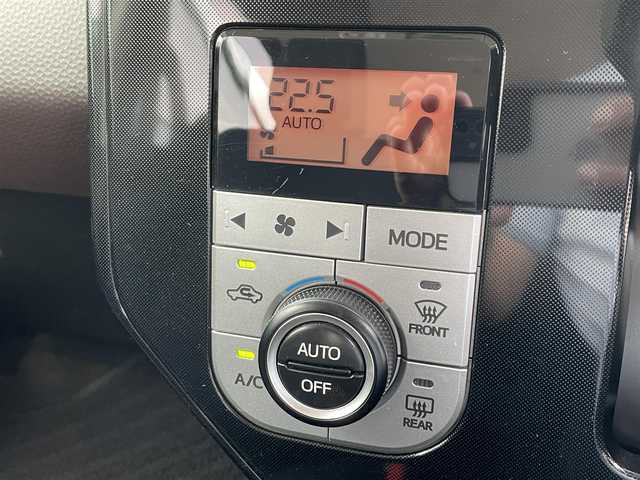 22.5
AUTO
MODE
FRONT
AUTO
A/C
OFF
REAR